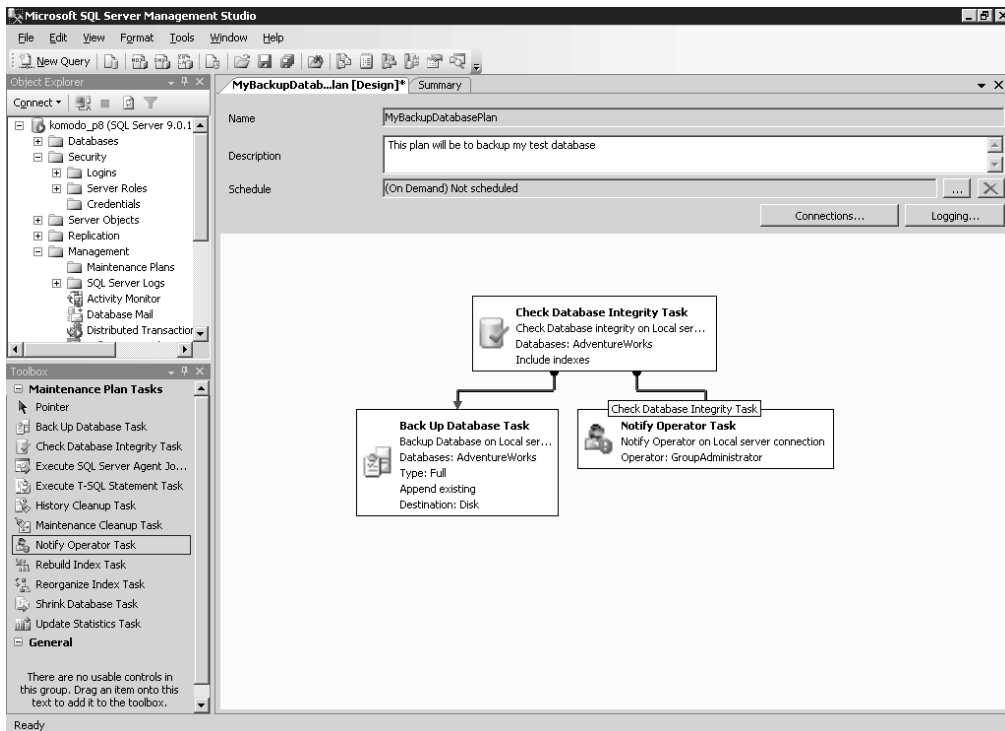 Microsoft SQL Server Management Studio
File Edit View Format Tools Window Help
New Query
Object Explorer
Connect
komodo_p8 (SQL Server 9.0.1
Databases
Security
Logins
Server Roles
Credentials
Server Objects
Replication
Management
Maintenance Plans
SQL Server Logs
Activity Monitor
Database Mail
Distributed Transaction
Toolbox
Maintenance Plan Tasks
Pointer
Back Up Database Task
Check Database Integrity Task
Execute SQL Server Agent Jo...
Execute T-SQL Statement Task
History Cleanup Task
Maintenance Cleanup Task
Notify Operator Task
Rebuild Index Task
Reorganize Index Task
Shrink Database Task
Update Statistics Task
General
There are no usable controls in
this group. Drag an item onto this
text to add it to the toolbox.
MyBackupDatab...lan [Design]* Summary
Name MyBackupDatabasePlan
Description This plan will be to backup my test database
Schedule (On Demand) Not scheduled ...
Connections... Logging...
Check Database Integrity Task
Check Database integrity on Local ser...
Databases: AdventureWorks
Include indexes
Back Up Database Task
Backup Database on Local ser...
Databases: AdventureWorks
Type: Full
Append existing
Destination: Disk
Check Database Integrity Task
Notify Operator Task
Notify Operator on Local server connection
Operator: GroupAdministrator
Ready